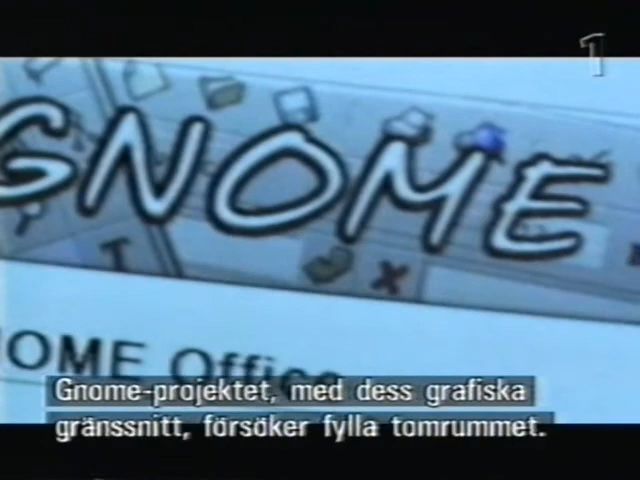 1
GNOME
OME Office
Gnome-projektet, med dess grafiska
gränssnitt, försöker fylla tomrummet.